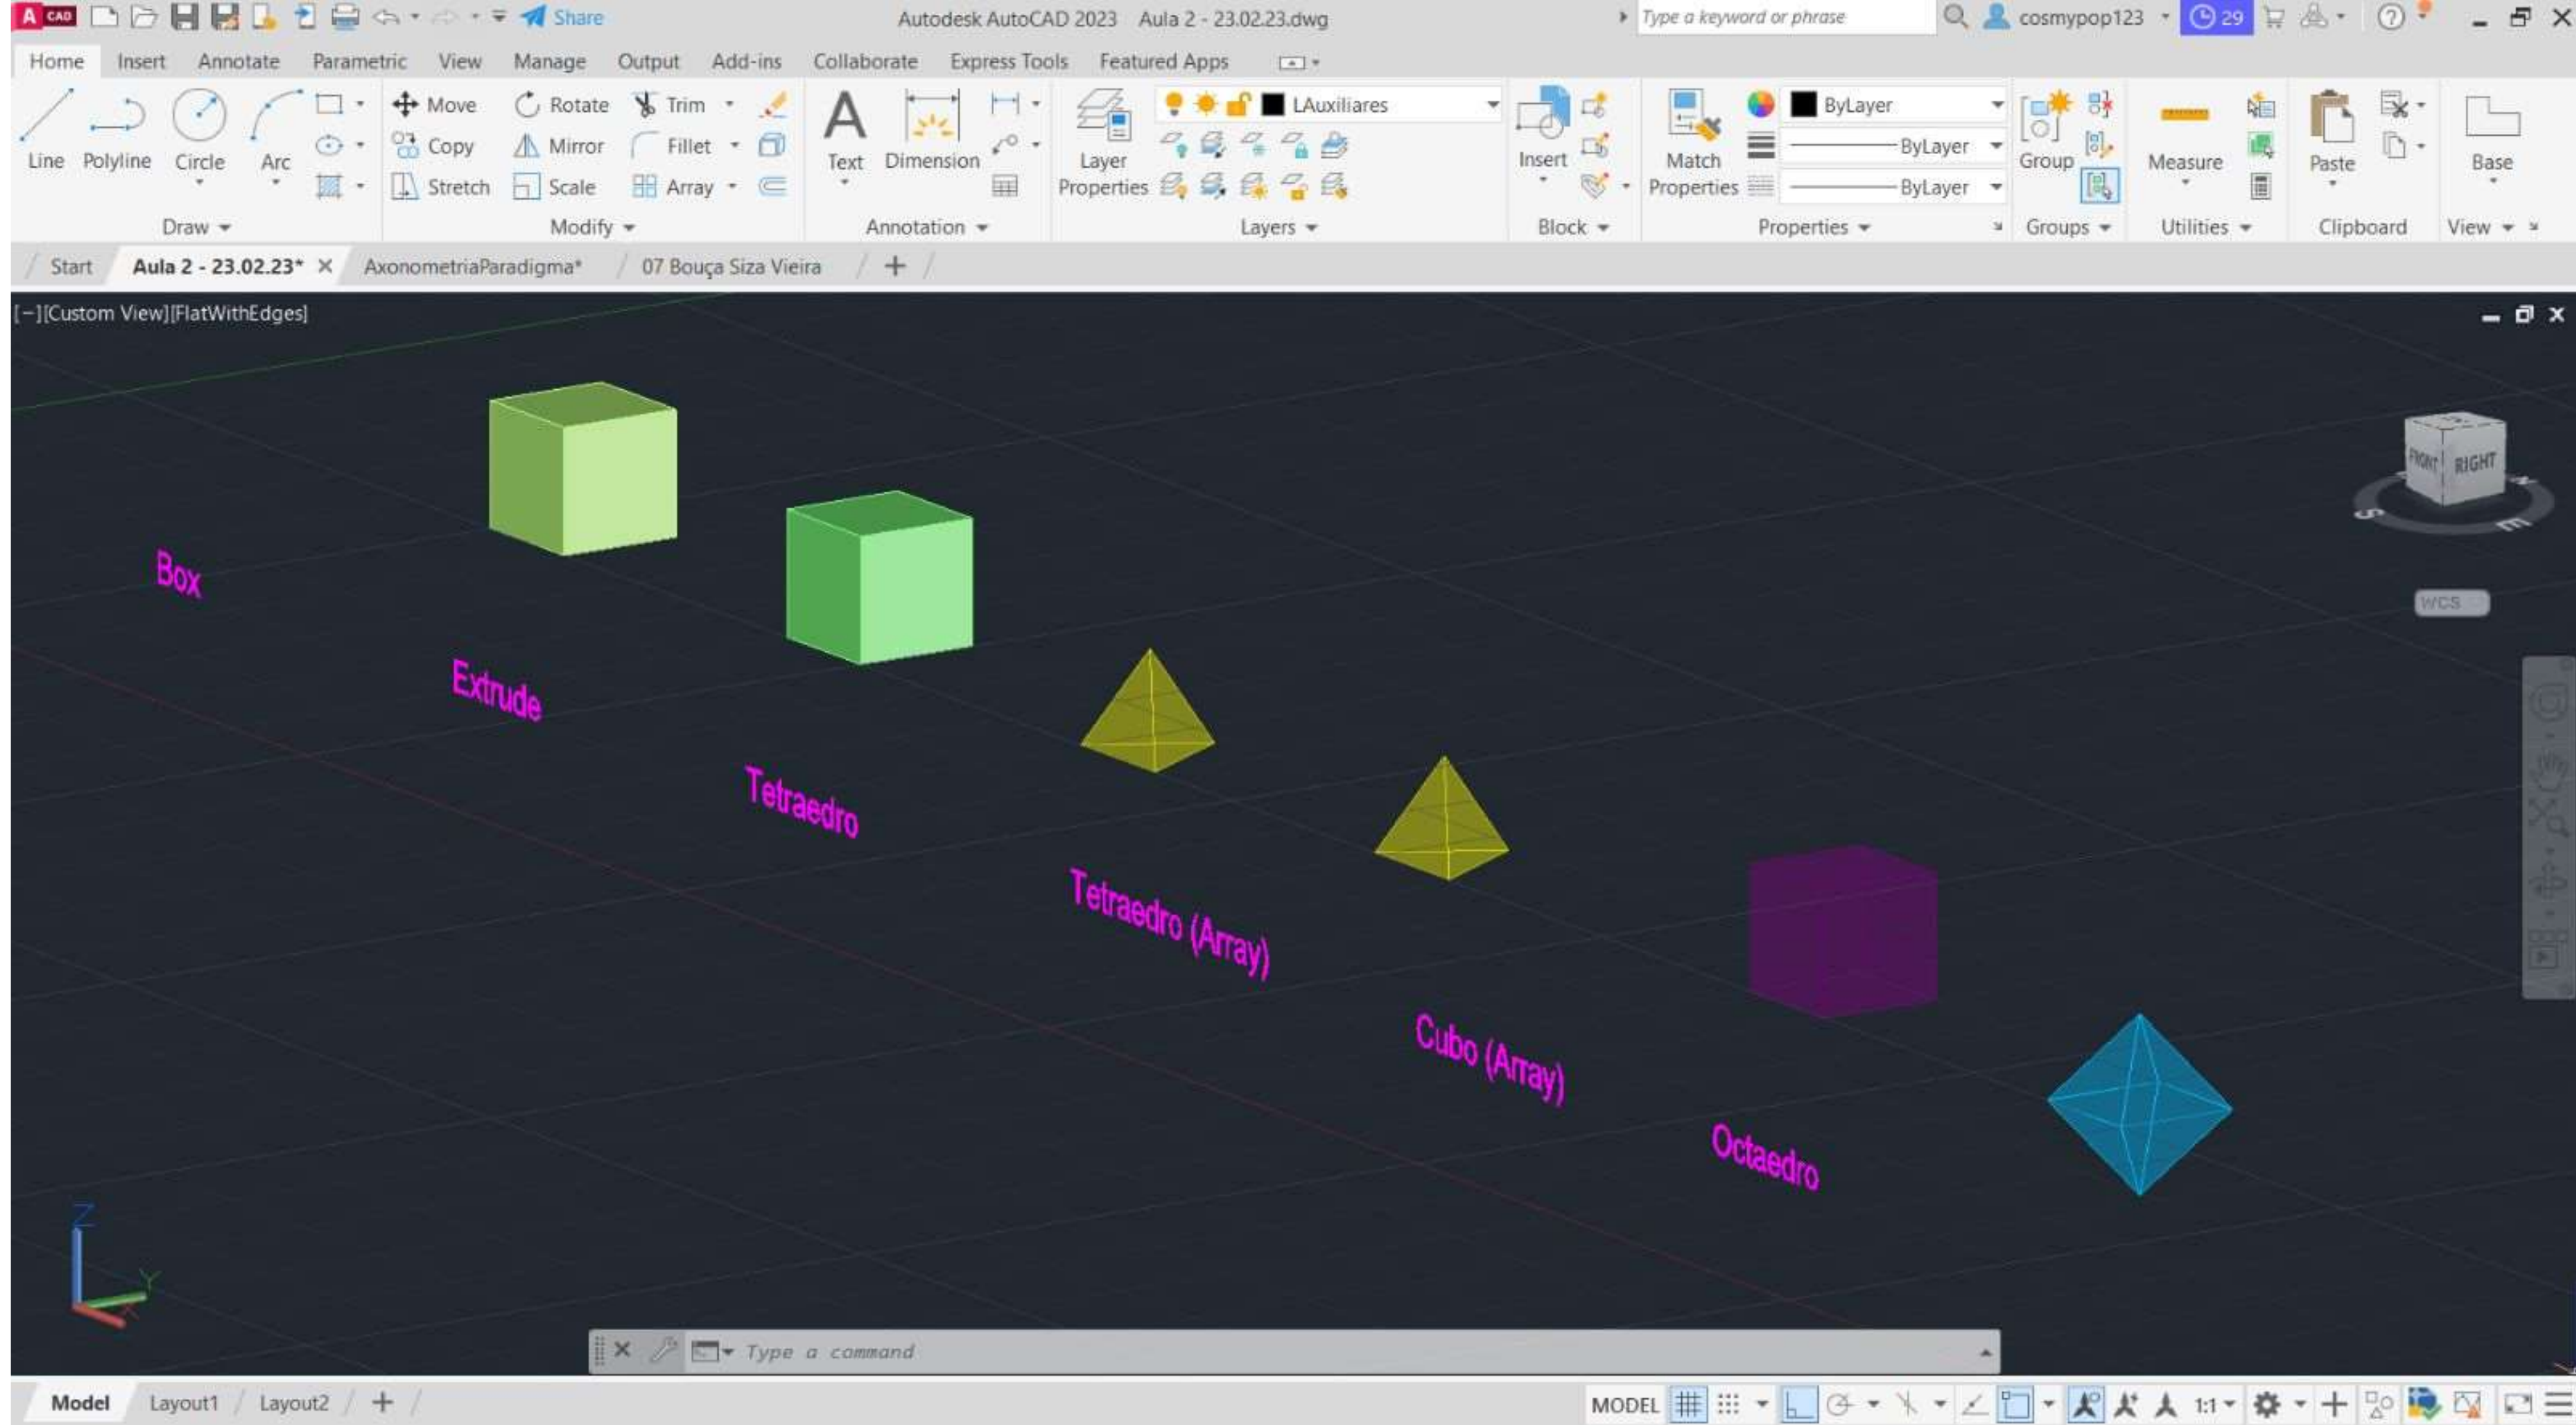 A CAD Share Autodesk AutoCAD 2023 Aula 2 - 23.02.23.dwg Type a keyword or phrase cosmypop123 29
Home Insert Annotate Parametric View Manage Output Add-ins Collaborate Express Tools Featured Apps
Move Rotate Trim LAuxiliares ByLayer
Copy Mirror Fillet ByLayer
Line Polyline Circle Arc Text Dimension Layer Insert Match Group Measure Paste Base
Stretch Scale Array Properties Properties ByLayer
Draw Modify Annotation Layers Block Properties Groups Utilities Clipboard View
Start Aula 2 - 23.02.23* AxonometriaParadigma* 07 Bouça Siza Vieira
[−][Custom View][FlatWithEdges]
FRONT RIGHT
S E
WCS
Box
Extrude
Tetraedro
Tetraedro (Array)
Cubo (Array)
Octaedro
Z
Y
X
Type a command
Model Layout1 Layout2 MODEL 1:1